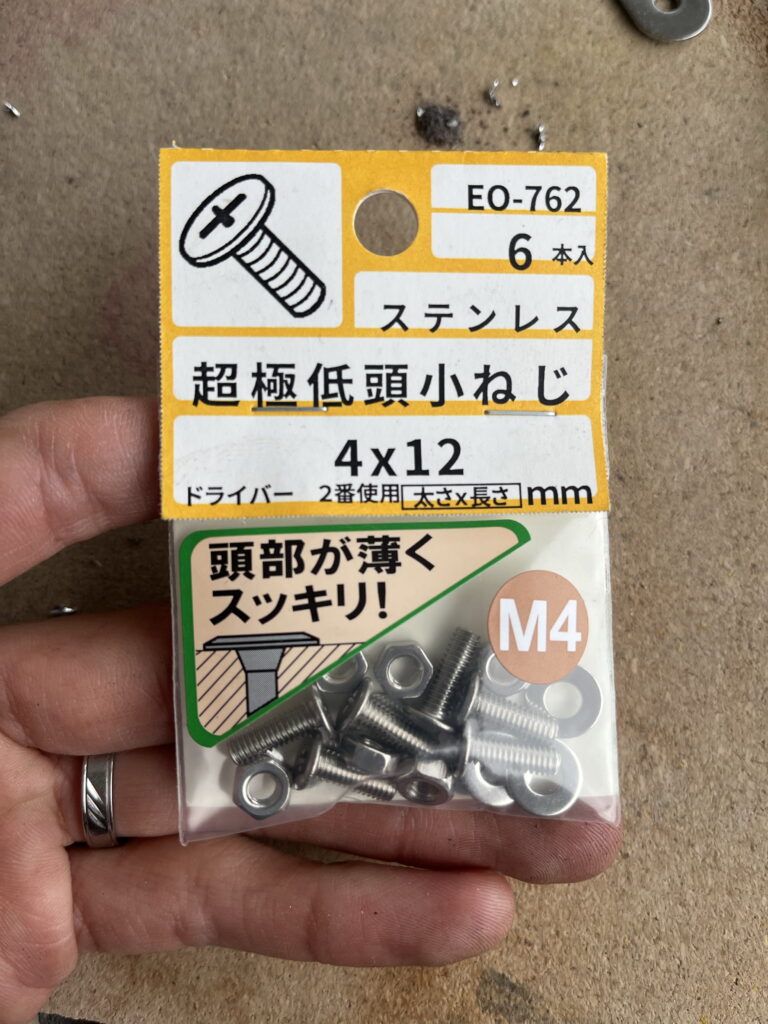 EO-762
6 本入
ステンレス
超極低頭小ねじ
4x12
ドライバー 2番使用 太さx長さ mm
頭部が薄く
スッキリ!
M4